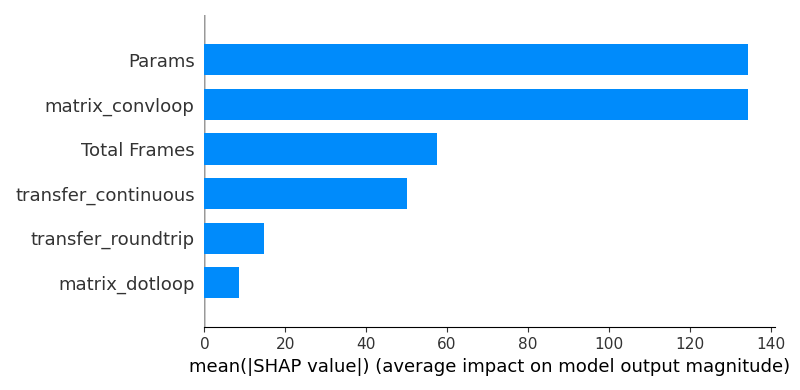 Params
matrix_convloop
Total Frames
transfer_continuous
transfer_roundtrip
matrix_dotloop
0 20 40 60 80 100 120 140
mean(|SHAP value|) (average impact on model output magnitude)